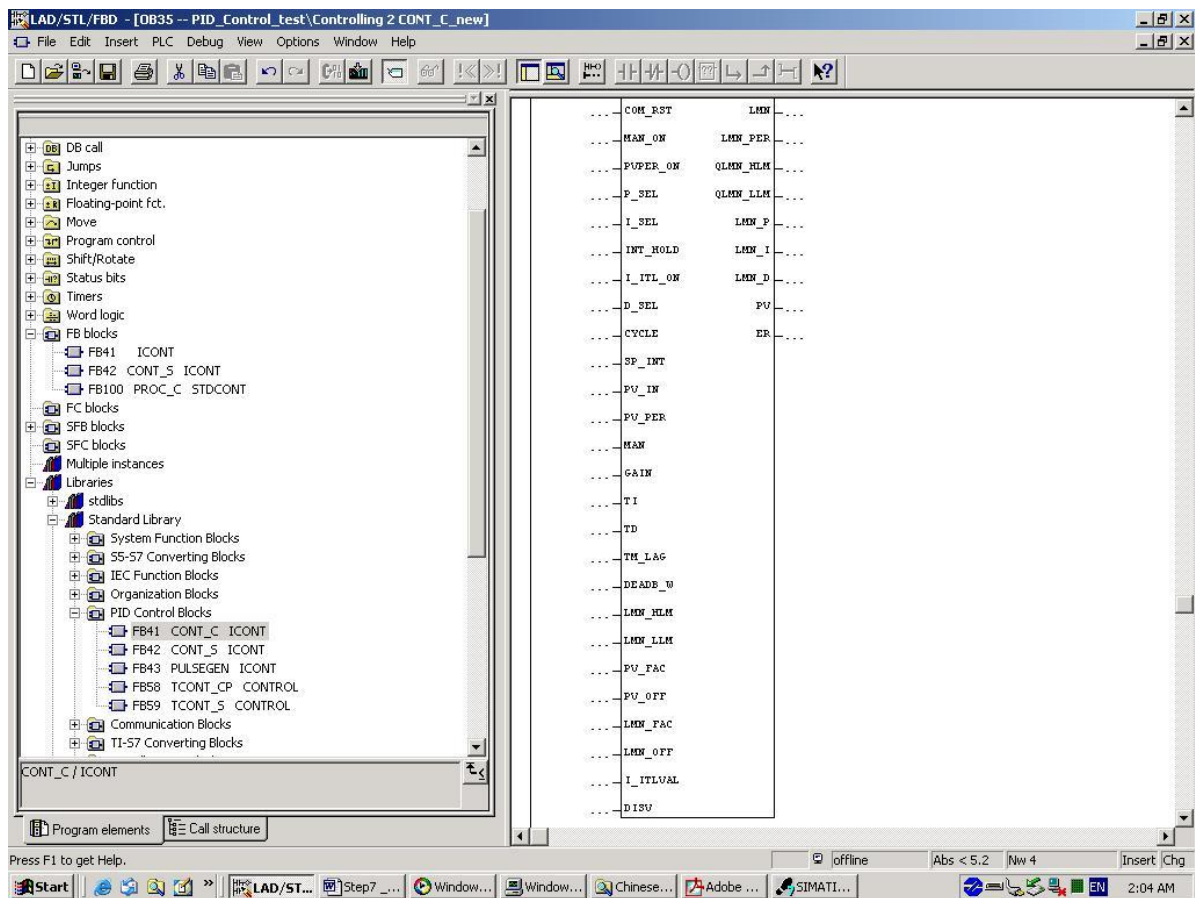 LAD/STL/FBD - [OB35 -- PID_Control_test\Controlling 2 CONT_C_new]
File Edit Insert PLC Debug View Options Window Help
DB call
Jumps
Integer function
Floating-point fct.
Move
Program control
Shift/Rotate
Status bits
Timers
Word logic
FB blocks
FB41 ICONT
FB42 CONT_S ICONT
FB100 PROC_C STDCONT
FC blocks
SFB blocks
SFC blocks
Multiple instances
Libraries
stdlibs
Standard Library
System Function Blocks
S5-S7 Converting Blocks
IEC Function Blocks
Organization Blocks
PID Control Blocks
FB41 CONT_C ICONT
FB42 CONT_S ICONT
FB43 PULSEGEN ICONT
FB58 TCONT_CP CONTROL
FB59 TCONT_S CONTROL
Communication Blocks
TI-S7 Converting Blocks
CONT_C / ICONT
Program elements Call structure
... COM_RST LMN ...
... MAN_ON LMN_PER ...
... PVPER_ON QLMN_HLM ...
... P_SEL QLMN_LLM ...
... I_SEL LMN_P ...
... INT_HOLD LMN_I ...
... I_ITL_ON LMN_D ...
... D_SEL PV ...
... CYCLE ER ...
... SP_INT
... PV_IN
... PV_PER
... MAN
... GAIN
... TI
... TD
... TM_LAG
... DEADB_W
... LMN_HLM
... LMN_LLM
... PV_FAC
... PV_OFF
... LMN_FAC
... LMN_OFF
... I_ITLVAL
... DISV
Press F1 to get Help. offline Abs < 5.2 Nw 4 Insert Chg
Start » LAD/ST... Step7 _... Window... Window... Chinese... Adobe ... SIMATI... EN 2:04 AM